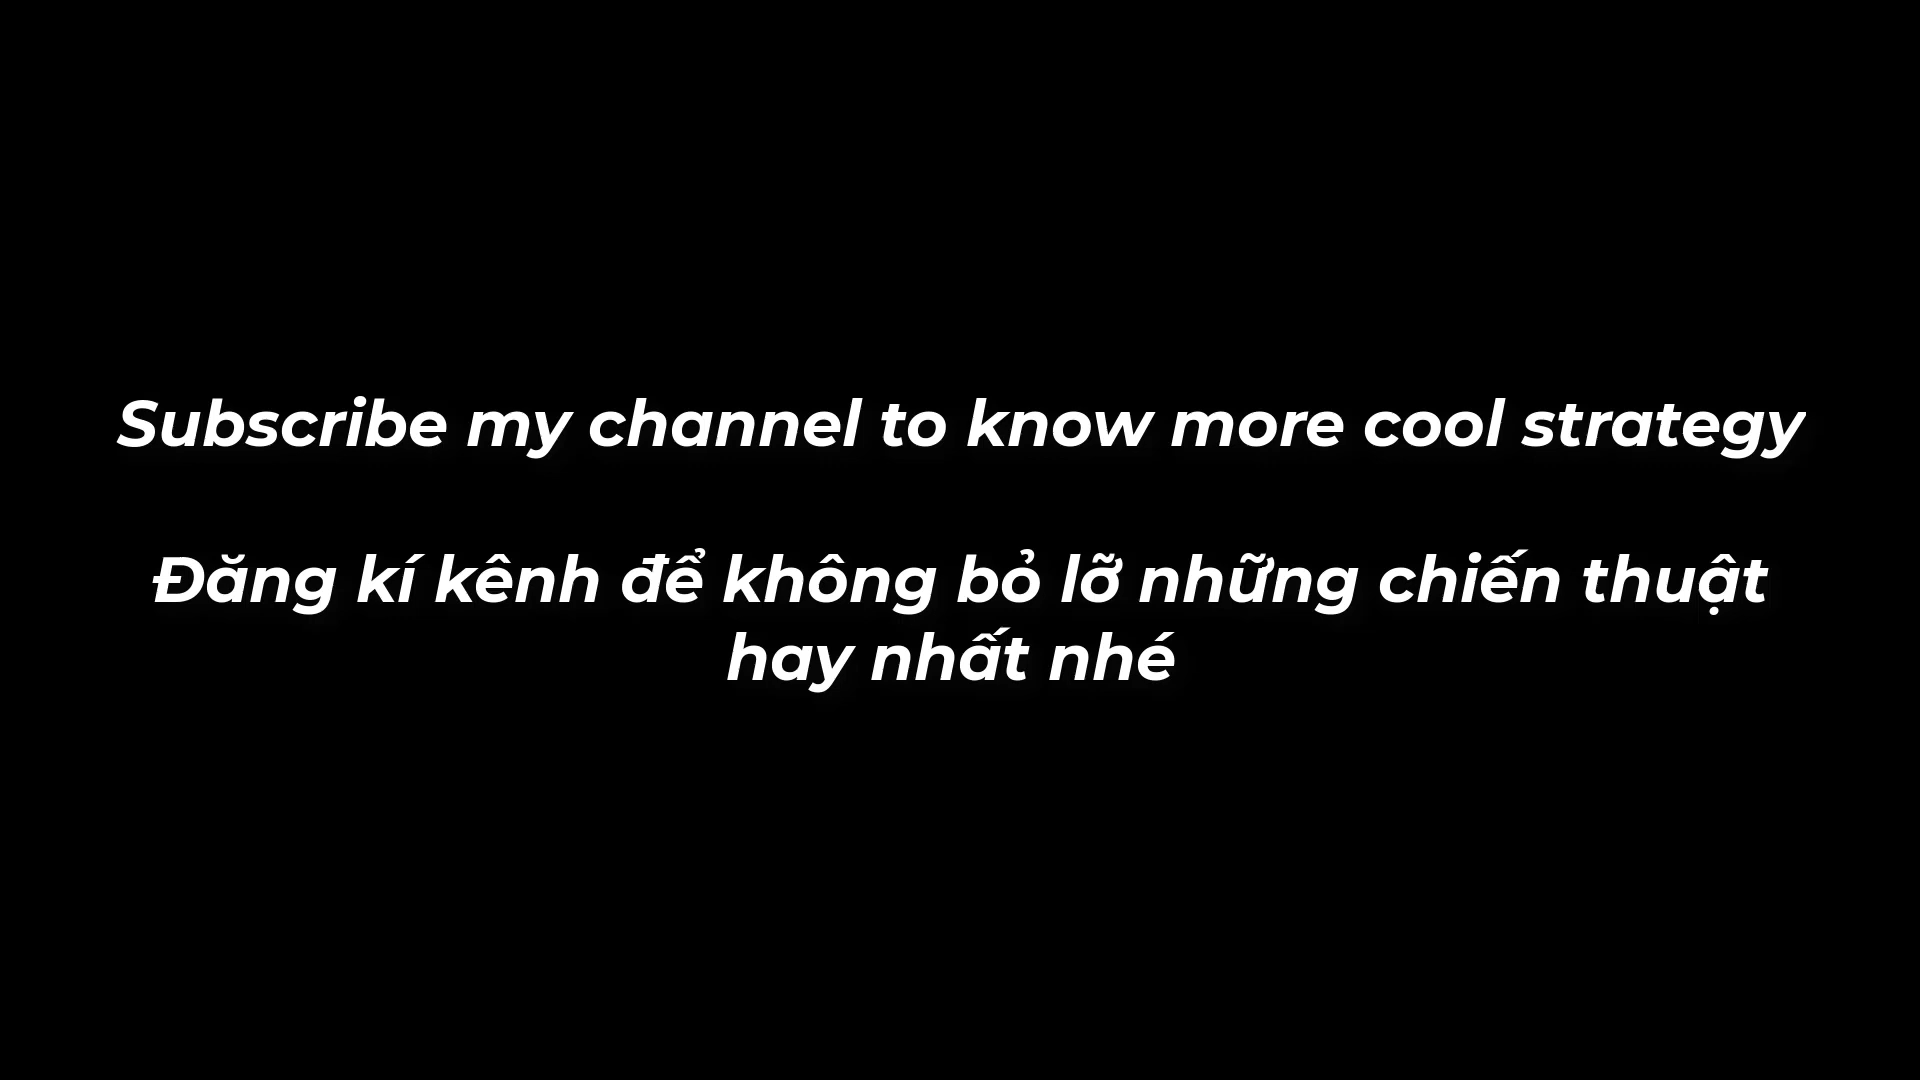 Subscribe my channel to know more cool strategy
Đăng kí kênh để không bỏ lỡ những chiến thuật
hay nhất nhé